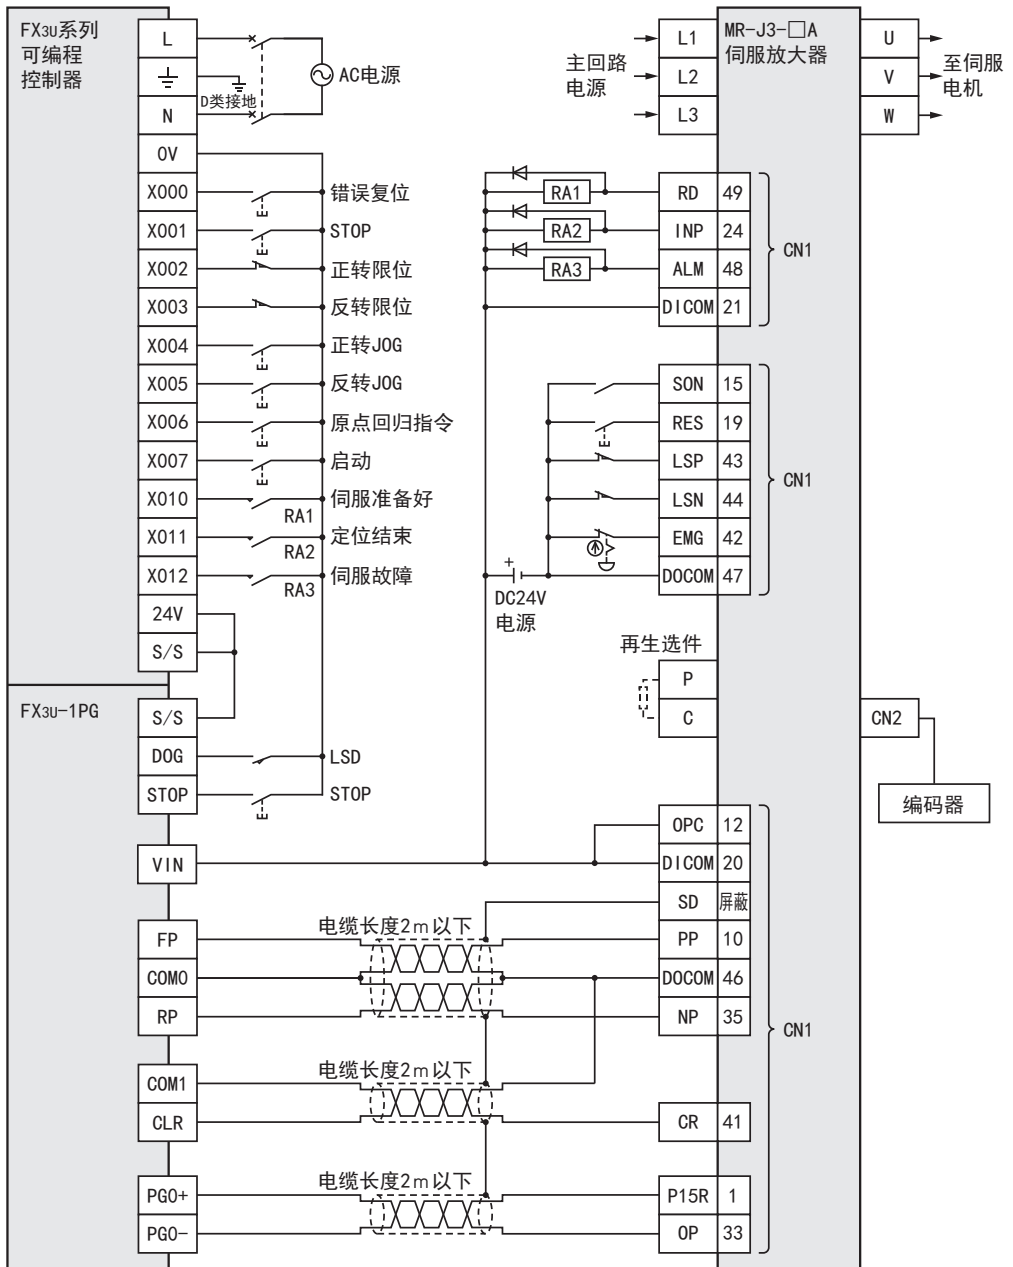 FX3U系列
可编程
控制器
L
N
0V
X000
X001
X002
X003
X004
X005
X006
X007
X010
X011
X012
24V
S/S
D类接地
AC电源
错误复位
STOP
正转限位
反转限位
正转JOG
反转JOG
原点回归指令
启动
伺服准备好
RA1
定位结束
RA2
伺服故障
RA3
FX3U-1PG
S/S
DOG
STOP
LSD
STOP
VIN
FP
COM0
RP
COM1
CLR
PG0+
PG0-
电缆长度2m以下
电缆长度2m以下
电缆长度2m以下
主回路
电源
L1
L2
L3
MR-J3-□A
伺服放大器
U
V
W
至伺服
电机
RA1
RA2
RA3
RD 49
INP 24
ALM 48
DICOM 21
CN1
SON 15
RES 19
LSP 43
LSN 44
EMG 42
DOCOM 47
CN1
+
DC24V
电源
再生选件
P
C
CN2
编码器
OPC 12
DICOM 20
SD 屏蔽
PP 10
DOCOM 46
NP 35
CR 41
P15R 1
OP 33
CN1